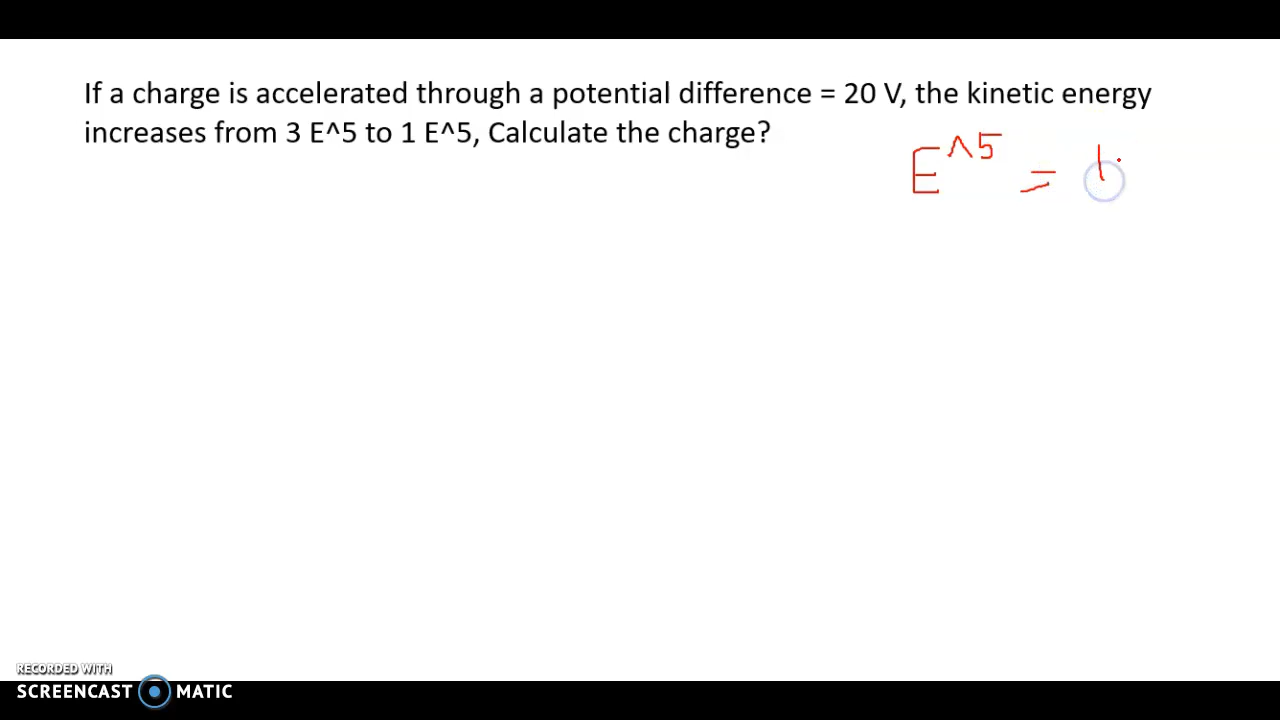 If a charge is accelerated through a potential difference = 20 V, the kinetic energy
increases from 3 E^5 to 1 E^5, Calculate the charge?
E^5 = 1
RECORDED WITH
SCREENCAST MATIC